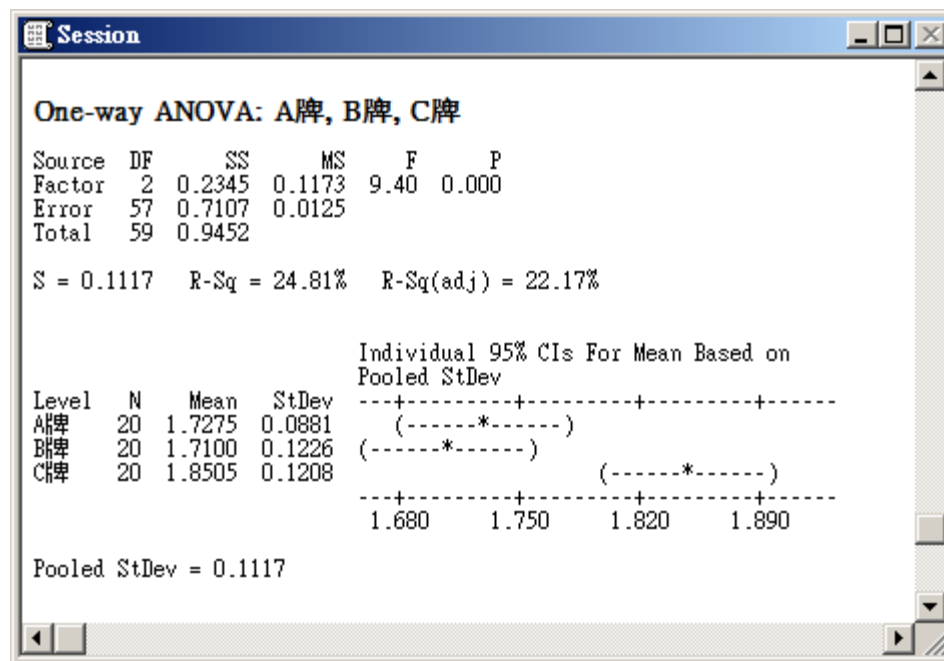 Session
One-way ANOVA: A牌, B牌, C牌
Source  DF      SS      MS     F      P
Factor   2  0.2345  0.1173  9.40  0.000
Error   57  0.7107  0.0125
Total   59  0.9452
S = 0.1117   R-Sq = 24.81%   R-Sq(adj) = 22.17%
Individual 95% CIs For Mean Based on
Pooled StDev
Level   N    Mean   StDev  ---+---------+---------+---------+------
A牌     20  1.7275  0.0881     (------*------)
B牌     20  1.7100  0.1226  (------*------)
C牌     20  1.8505  0.1208                      (------*------)
---+---------+---------+---------+------
1.680     1.750     1.820     1.890
Pooled StDev = 0.1117